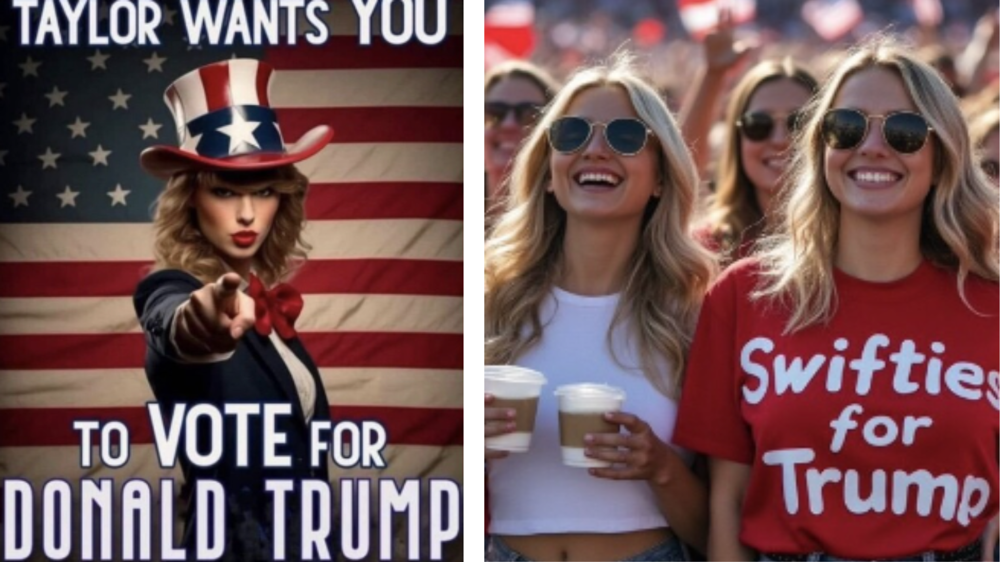 TAYLOR WANTS YOU
TO VOTE FOR
DONALD TRUMP
Swifties
for
Trump